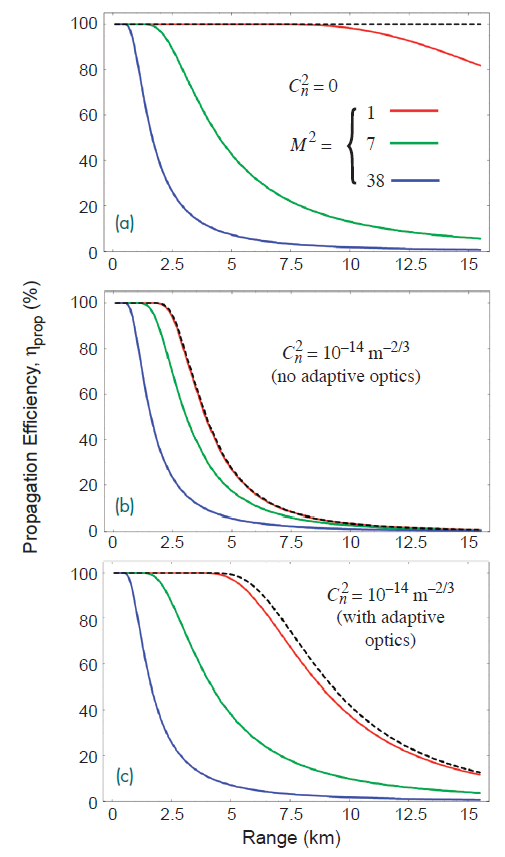 Propagation Efficiency, ηprop (%)
100
80
60
40
20
0
C²ₙ = 0
M² = { 1
7
38
(a)
0 2.5 5 7.5 10 12.5 15
100
80
60
40
20
0
C²ₙ = 10⁻¹⁴ m⁻²/³
(no adaptive optics)
(b)
0 2.5 5 7.5 10 12.5 15
100
80
60
40
20
0
C²ₙ = 10⁻¹⁴ m⁻²/³
(with adaptive
optics)
(c)
0 2.5 5 7.5 10 12.5 15
Range (km)